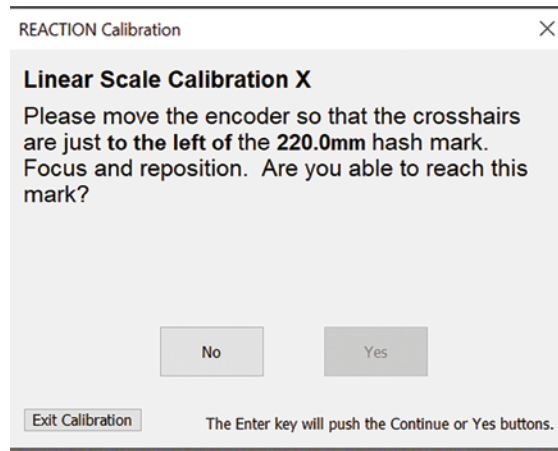 REACTION Calibration
Linear Scale Calibration X
Please move the encoder so that the crosshairs
are just to the left of the 220.0mm hash mark.
Focus and reposition.  Are you able to reach this
mark?
No
Yes
Exit Calibration
The Enter key will push the Continue or Yes buttons.